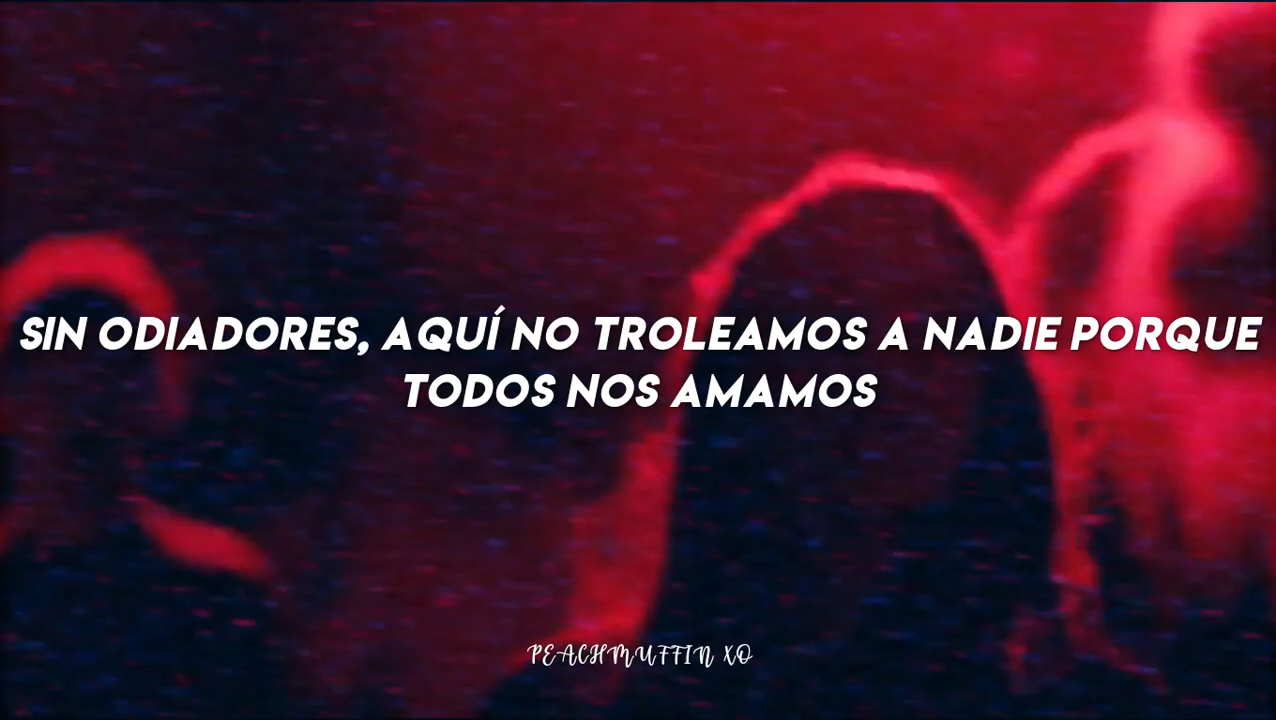 SIN ODIADORES, AQUÍ NO TROLEAMOS A NADIE PORQUE
TODOS NOS AMAMOS
PEACHMUFFIN XO